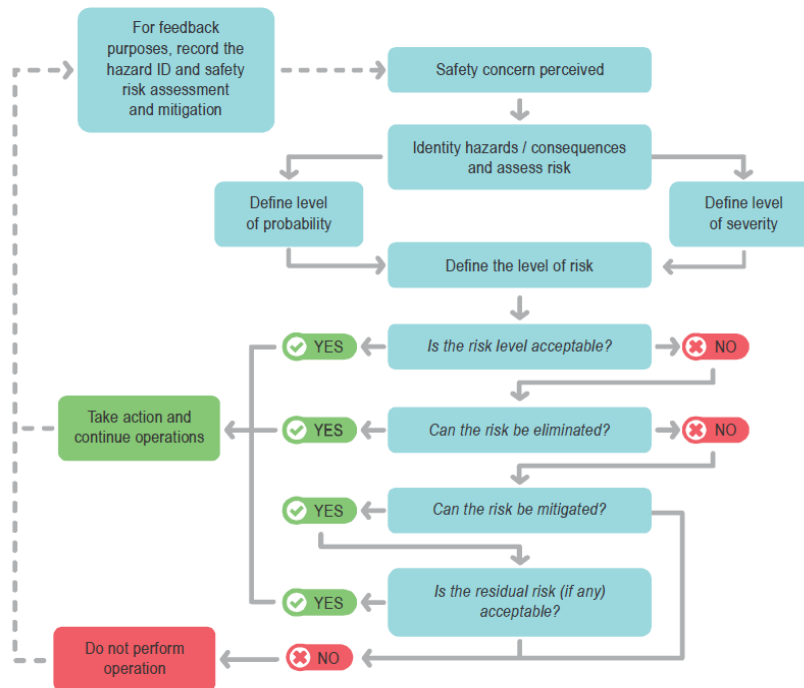 For feedback
purposes, record the
hazard ID and safety
risk assessment
and mitigation
Safety concern perceived
Identity hazards / consequences
and assess risk
Define level
of probability
Define level
of severity
Define the level of risk
YES
Is the risk level acceptable?
NO
Take action and
continue operations
YES
Can the risk be eliminated?
NO
YES
Can the risk be mitigated?
YES
Is the residual risk (if any)
acceptable?
Do not perform
operation
NO